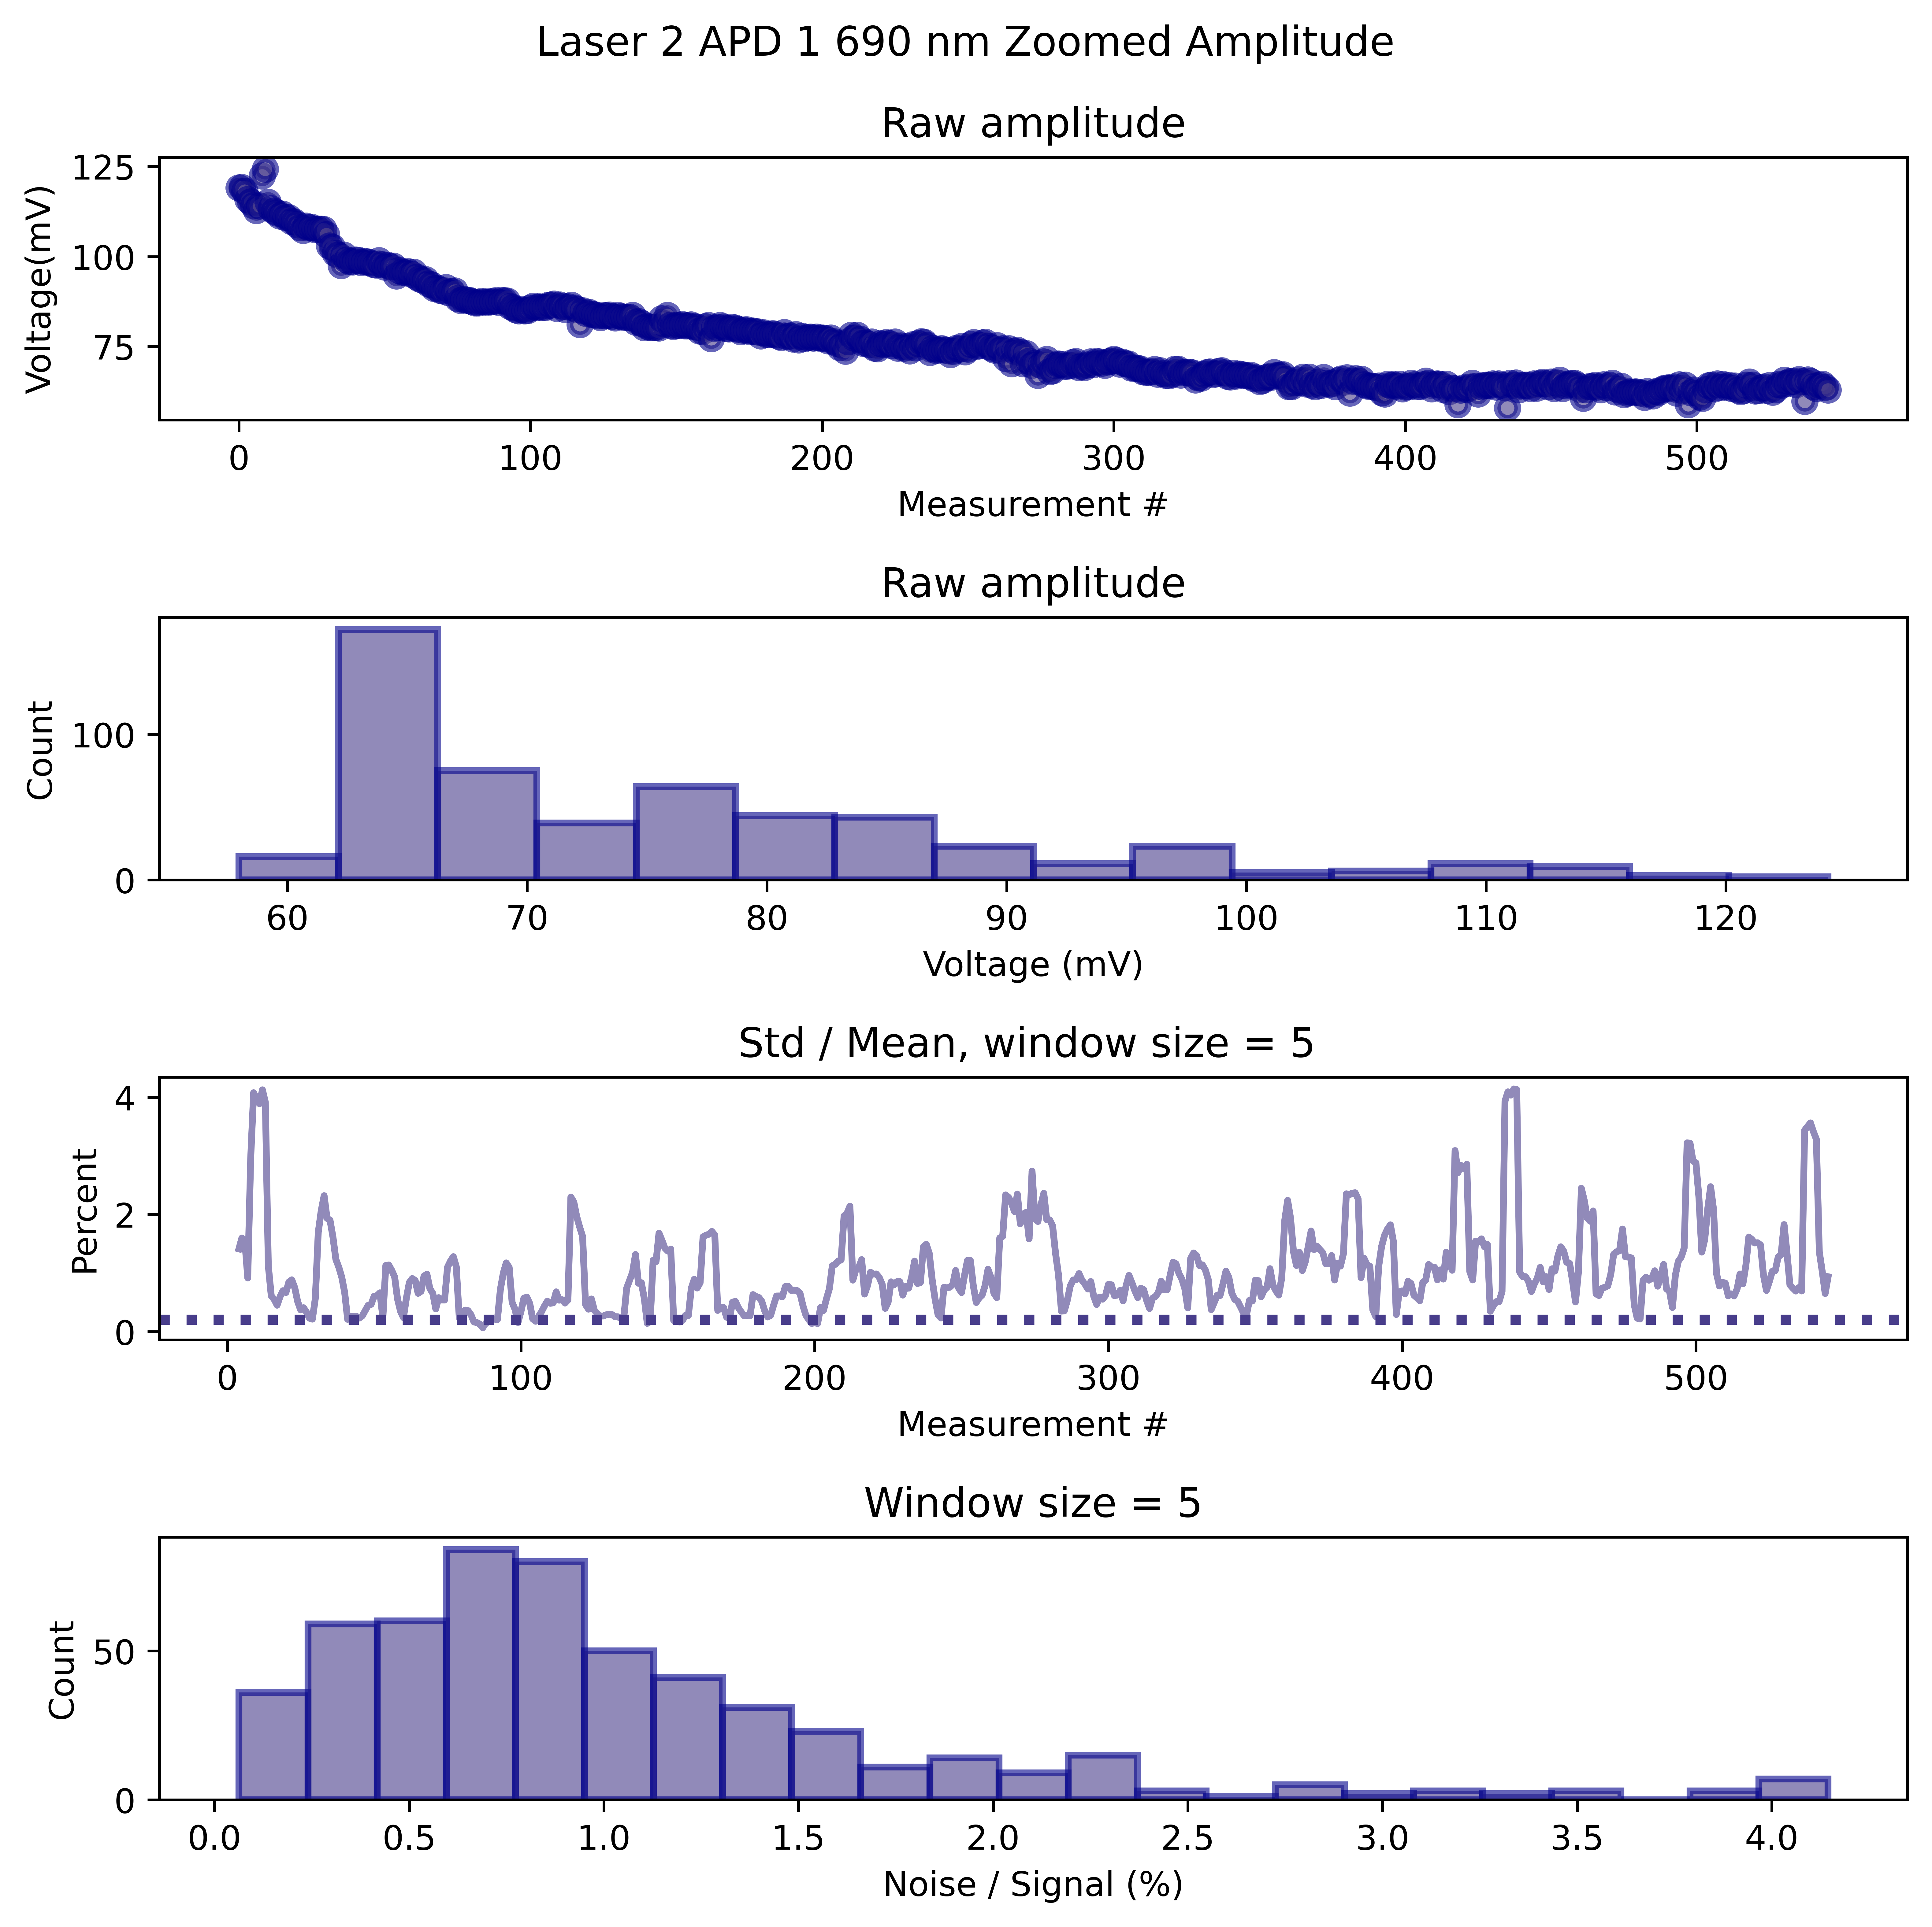 Laser 2 APD 1 690 nm Zoomed Amplitude
Raw amplitude
Voltage(mV)
125
100
75
0 100 200 300 400 500
Measurement #
Raw amplitude
Count
100
0
60 70 80 90 100 110 120
Voltage (mV)
Std / Mean, window size = 5
Percent
4
2
0
0 100 200 300 400 500
Measurement #
Window size = 5
Count
50
0
0.0 0.5 1.0 1.5 2.0 2.5 3.0 3.5 4.0
Noise / Signal (%)